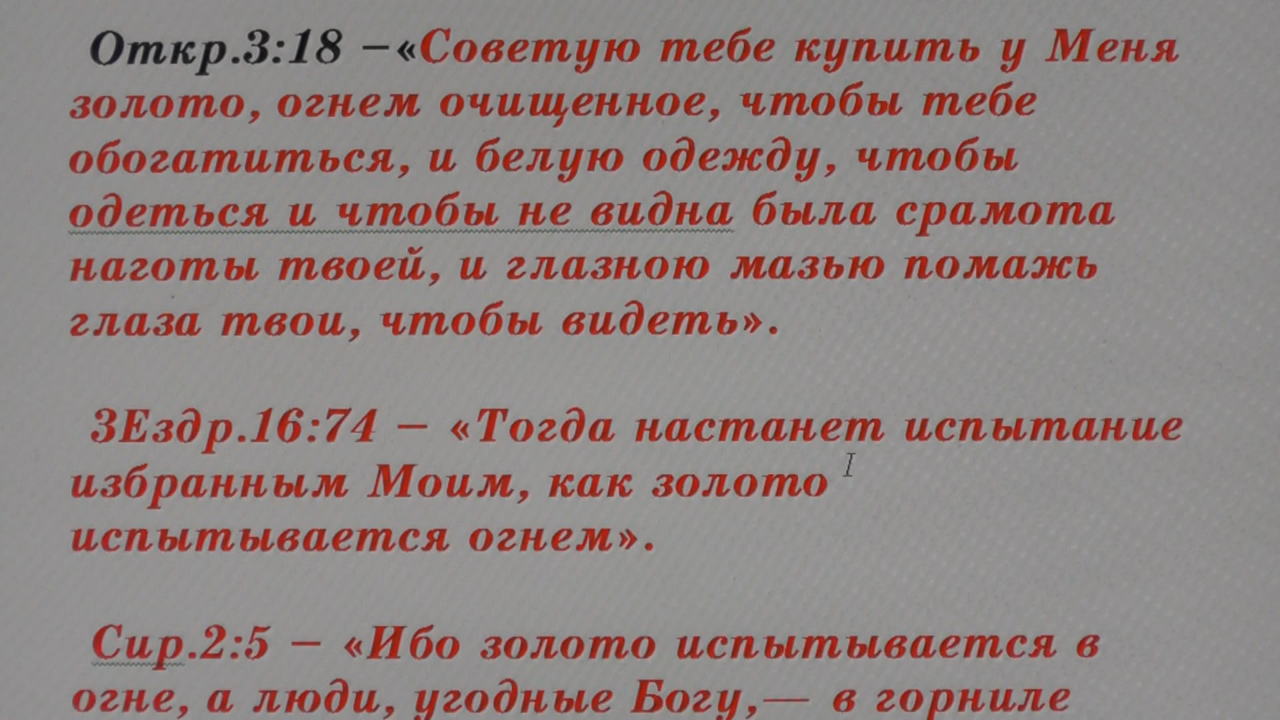 Откр.3:18 –«Советую тебе купить у Меня
золото, огнем очищенное, чтобы тебе
обогатиться, и белую одежду, чтобы
одеться и чтобы не видна была срамота
наготы твоей, и глазною мазью помажь
глаза твои, чтобы видеть».
3Ездр.16:74 – «Тогда настанет испытание
избранным Моим, как золото
испытывается огнем».
Сир.2:5 – «Ибо золото испытывается в
огне, а люди, угодные Богу,— в горниле